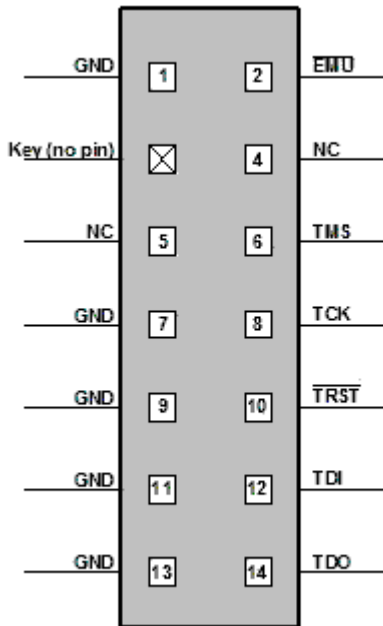 GND 1 2 EMU
Key (no pin) 4 NC
NC 5 6 TMS
GND 7 8 TCK
GND 9 10 TRST
GND 11 12 TDI
GND 13 14 TDO